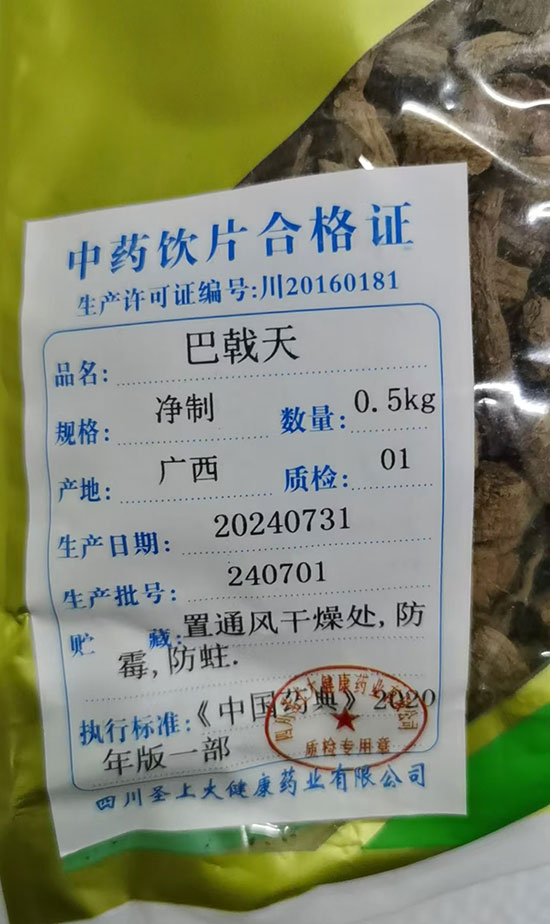 中药饮片合格证
生产许可证编号:川20160181
品名: 巴戟天
规格: 净制 数量: 0.5kg
产地: 广西 质检: 01
生产日期: 20240731
生产批号: 240701
贮 藏: 置通风干燥处,防
霉,防蛀.
执行标准: 《中国药典》2020
年版一部
质检专用章
四川圣上大健康药业有限公司